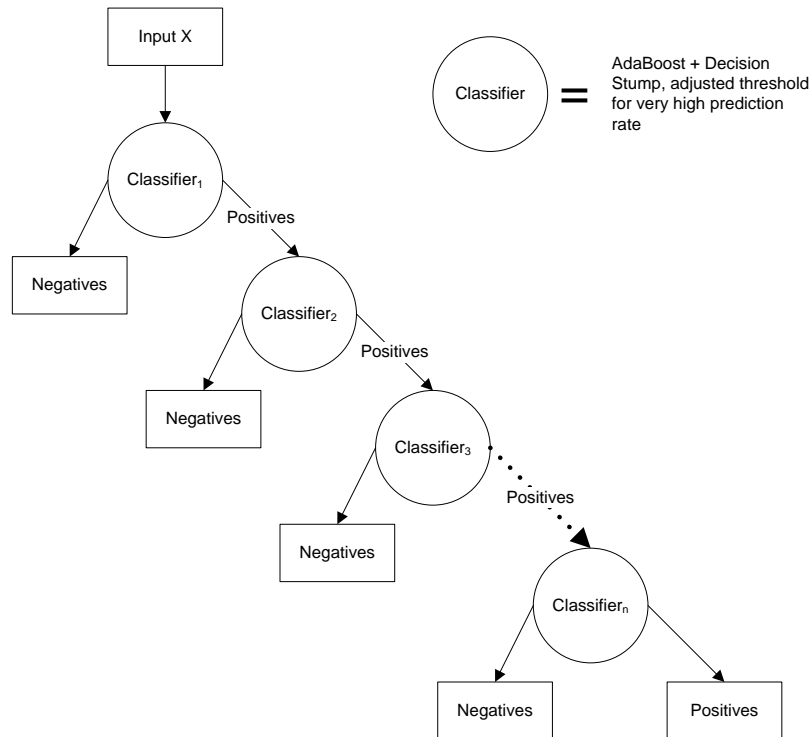 Input X
Classifier
=
AdaBoost + Decision
Stump, adjusted threshold
for very high prediction
rate
Classifier₁
Positives
Negatives
Classifier₂
Positives
Negatives
Classifier₃
Positives
Negatives
Classifierₙ
Negatives
Positives